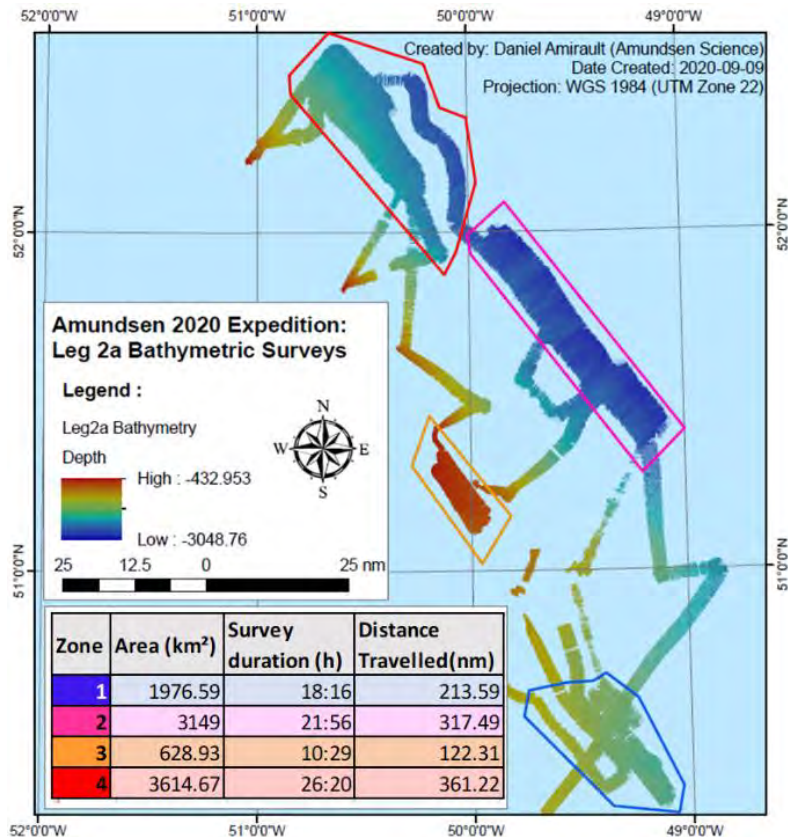 52°00'0"W 51°00'0"W 50°00'0"W 49°00'0"W
Created by: Daniel Amirault (Amundsen Science)
Date Created: 2020-09-09
Projection: WGS 1984 (UTM Zone 22)
52°0'0"N 52°0'0"N
Amundsen 2020 Expedition:
Leg 2a Bathymetric Surveys
Legend :
Leg2a Bathymetry
Depth
High : -432.953
Low : -3048.76
N
W E
S
25 12.5 0 25 nm
51°0'0"N 51°0'0"N
Zone Area (km²) Survey duration (h) Distance Travelled(nm)
1 1976.59 18:16 213.59
2 3149 21:56 317.49
3 628.93 10:29 122.31
4 3614.67 26:20 361.22
52°0'0"W 51°0'0"W 50°0'0"W 49°0'0"W